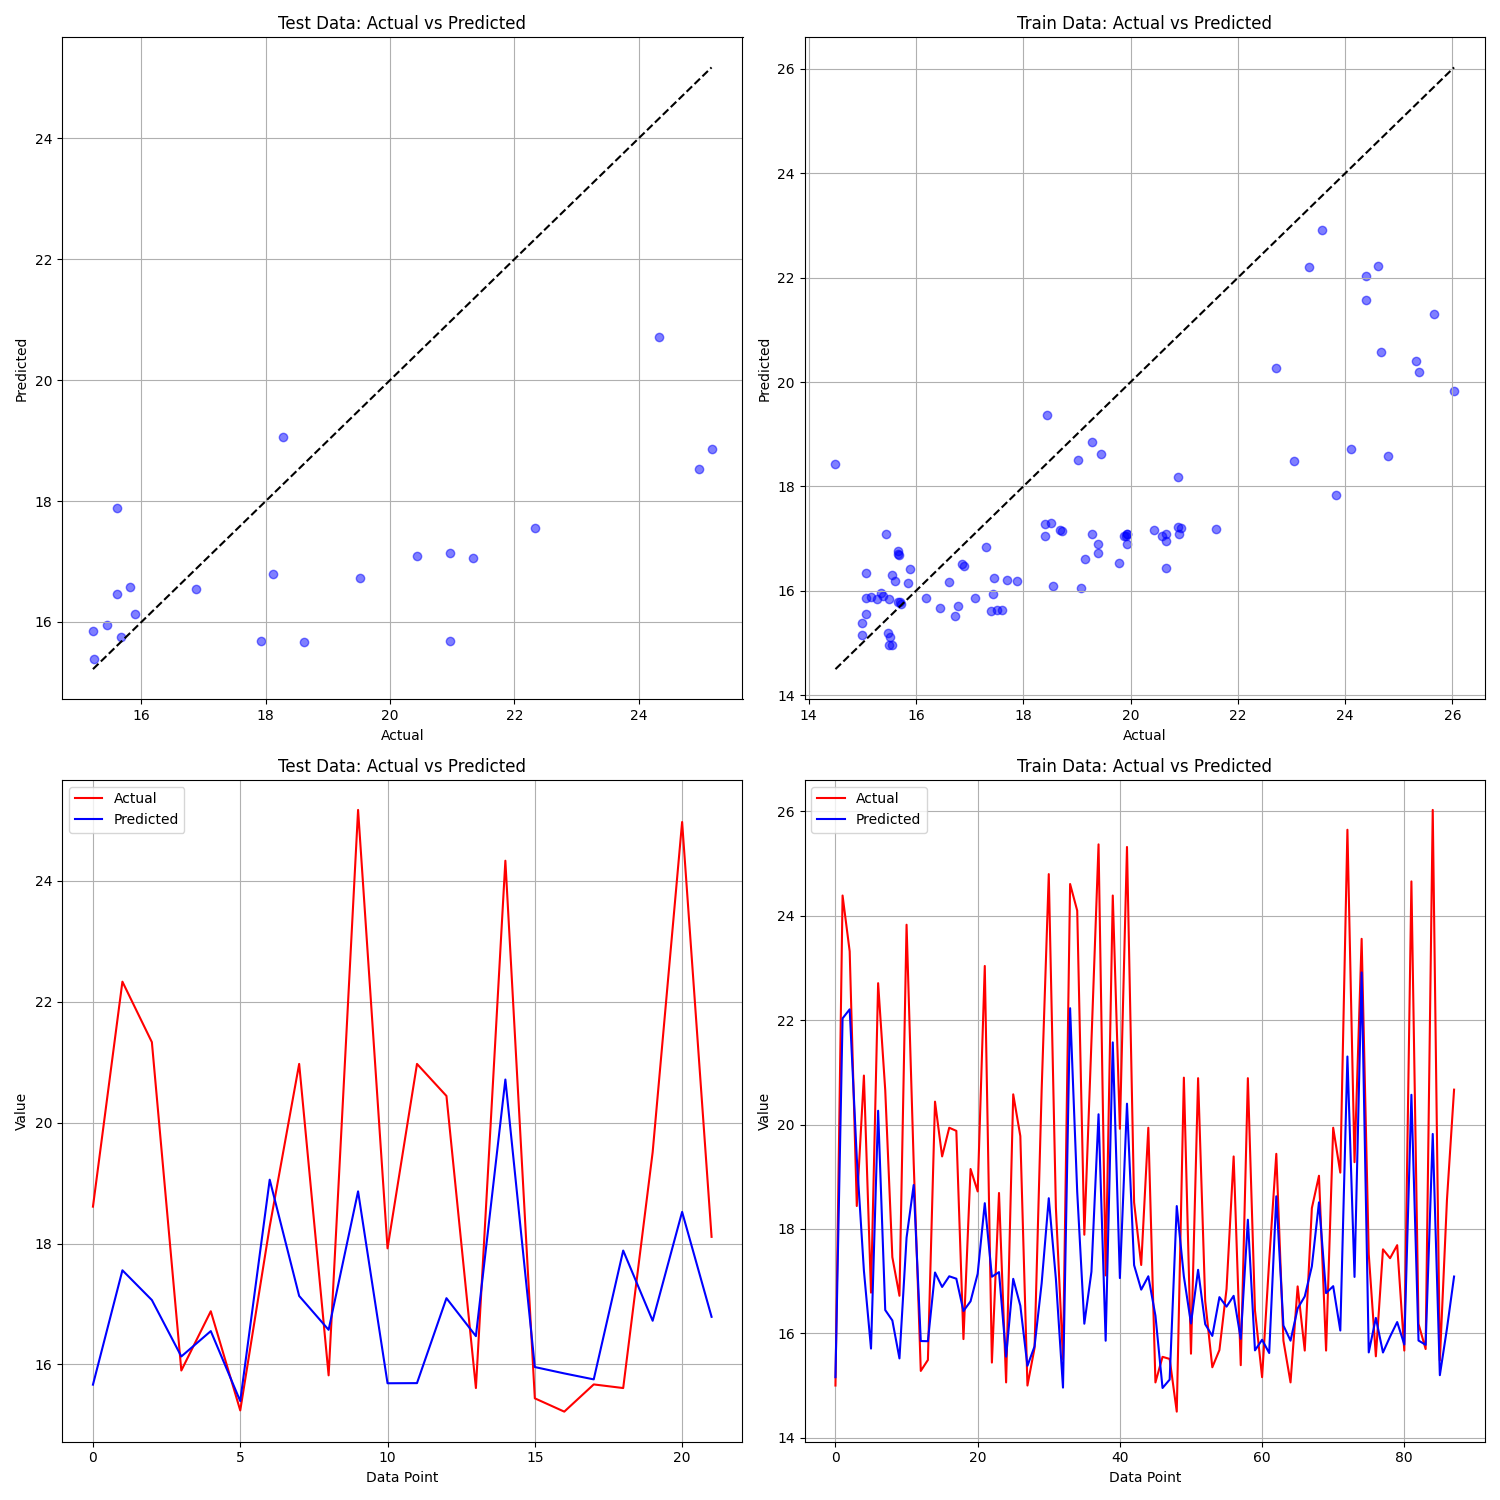 Test Data: Actual vs Predicted
24
22
20
18
16
Predicted
16 18 20 22 24
Actual
Train Data: Actual vs Predicted
26
24
22
20
18
16
14
Predicted
14 16 18 20 22 24 26
Actual
Test Data: Actual vs Predicted
Actual
Predicted
24
22
20
18
16
Value
0 5 10 15 20
Data Point
Train Data: Actual vs Predicted
Actual
Predicted
26
24
22
20
18
16
14
Value
0 20 40 60 80
Data Point